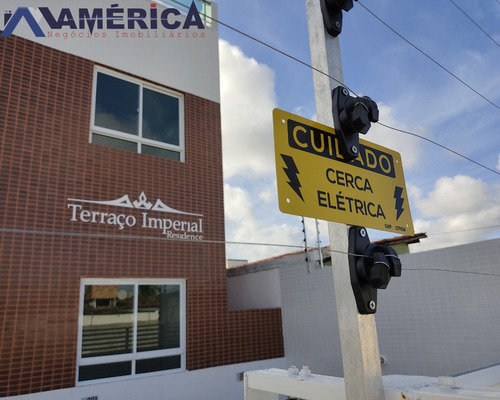 AMÉRICA
Negócios Imobiliários
CUIDADO
CERCA
ELÉTRICA
Terraço Imperial
Residence